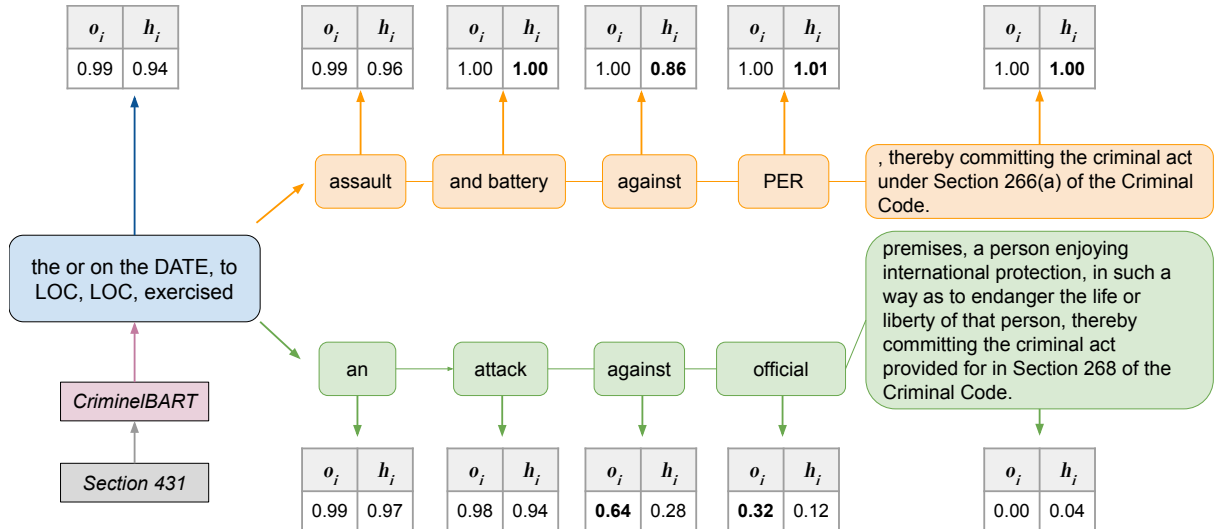 o_i h_i
0.99 0.94
o_i h_i
0.99 0.96
o_i h_i
1.00 1.00
o_i h_i
1.00 0.86
o_i h_i
1.00 1.01
o_i h_i
1.00 1.00
assault
and battery
against
PER
, thereby committing the criminal act
under Section 266(a) of the Criminal
Code.
the or on the DATE, to
LOC, LOC, exercised
premises, a person enjoying
international protection, in such a
way as to endanger the life or
liberty of that person, thereby
committing the criminal act
provided for in Section 268 of the
Criminal Code.
an
attack
against
official
CriminelBART
Section 431
o_i h_i
0.99 0.97
o_i h_i
0.98 0.94
o_i h_i
0.64 0.28
o_i h_i
0.32 0.12
o_i h_i
0.00 0.04